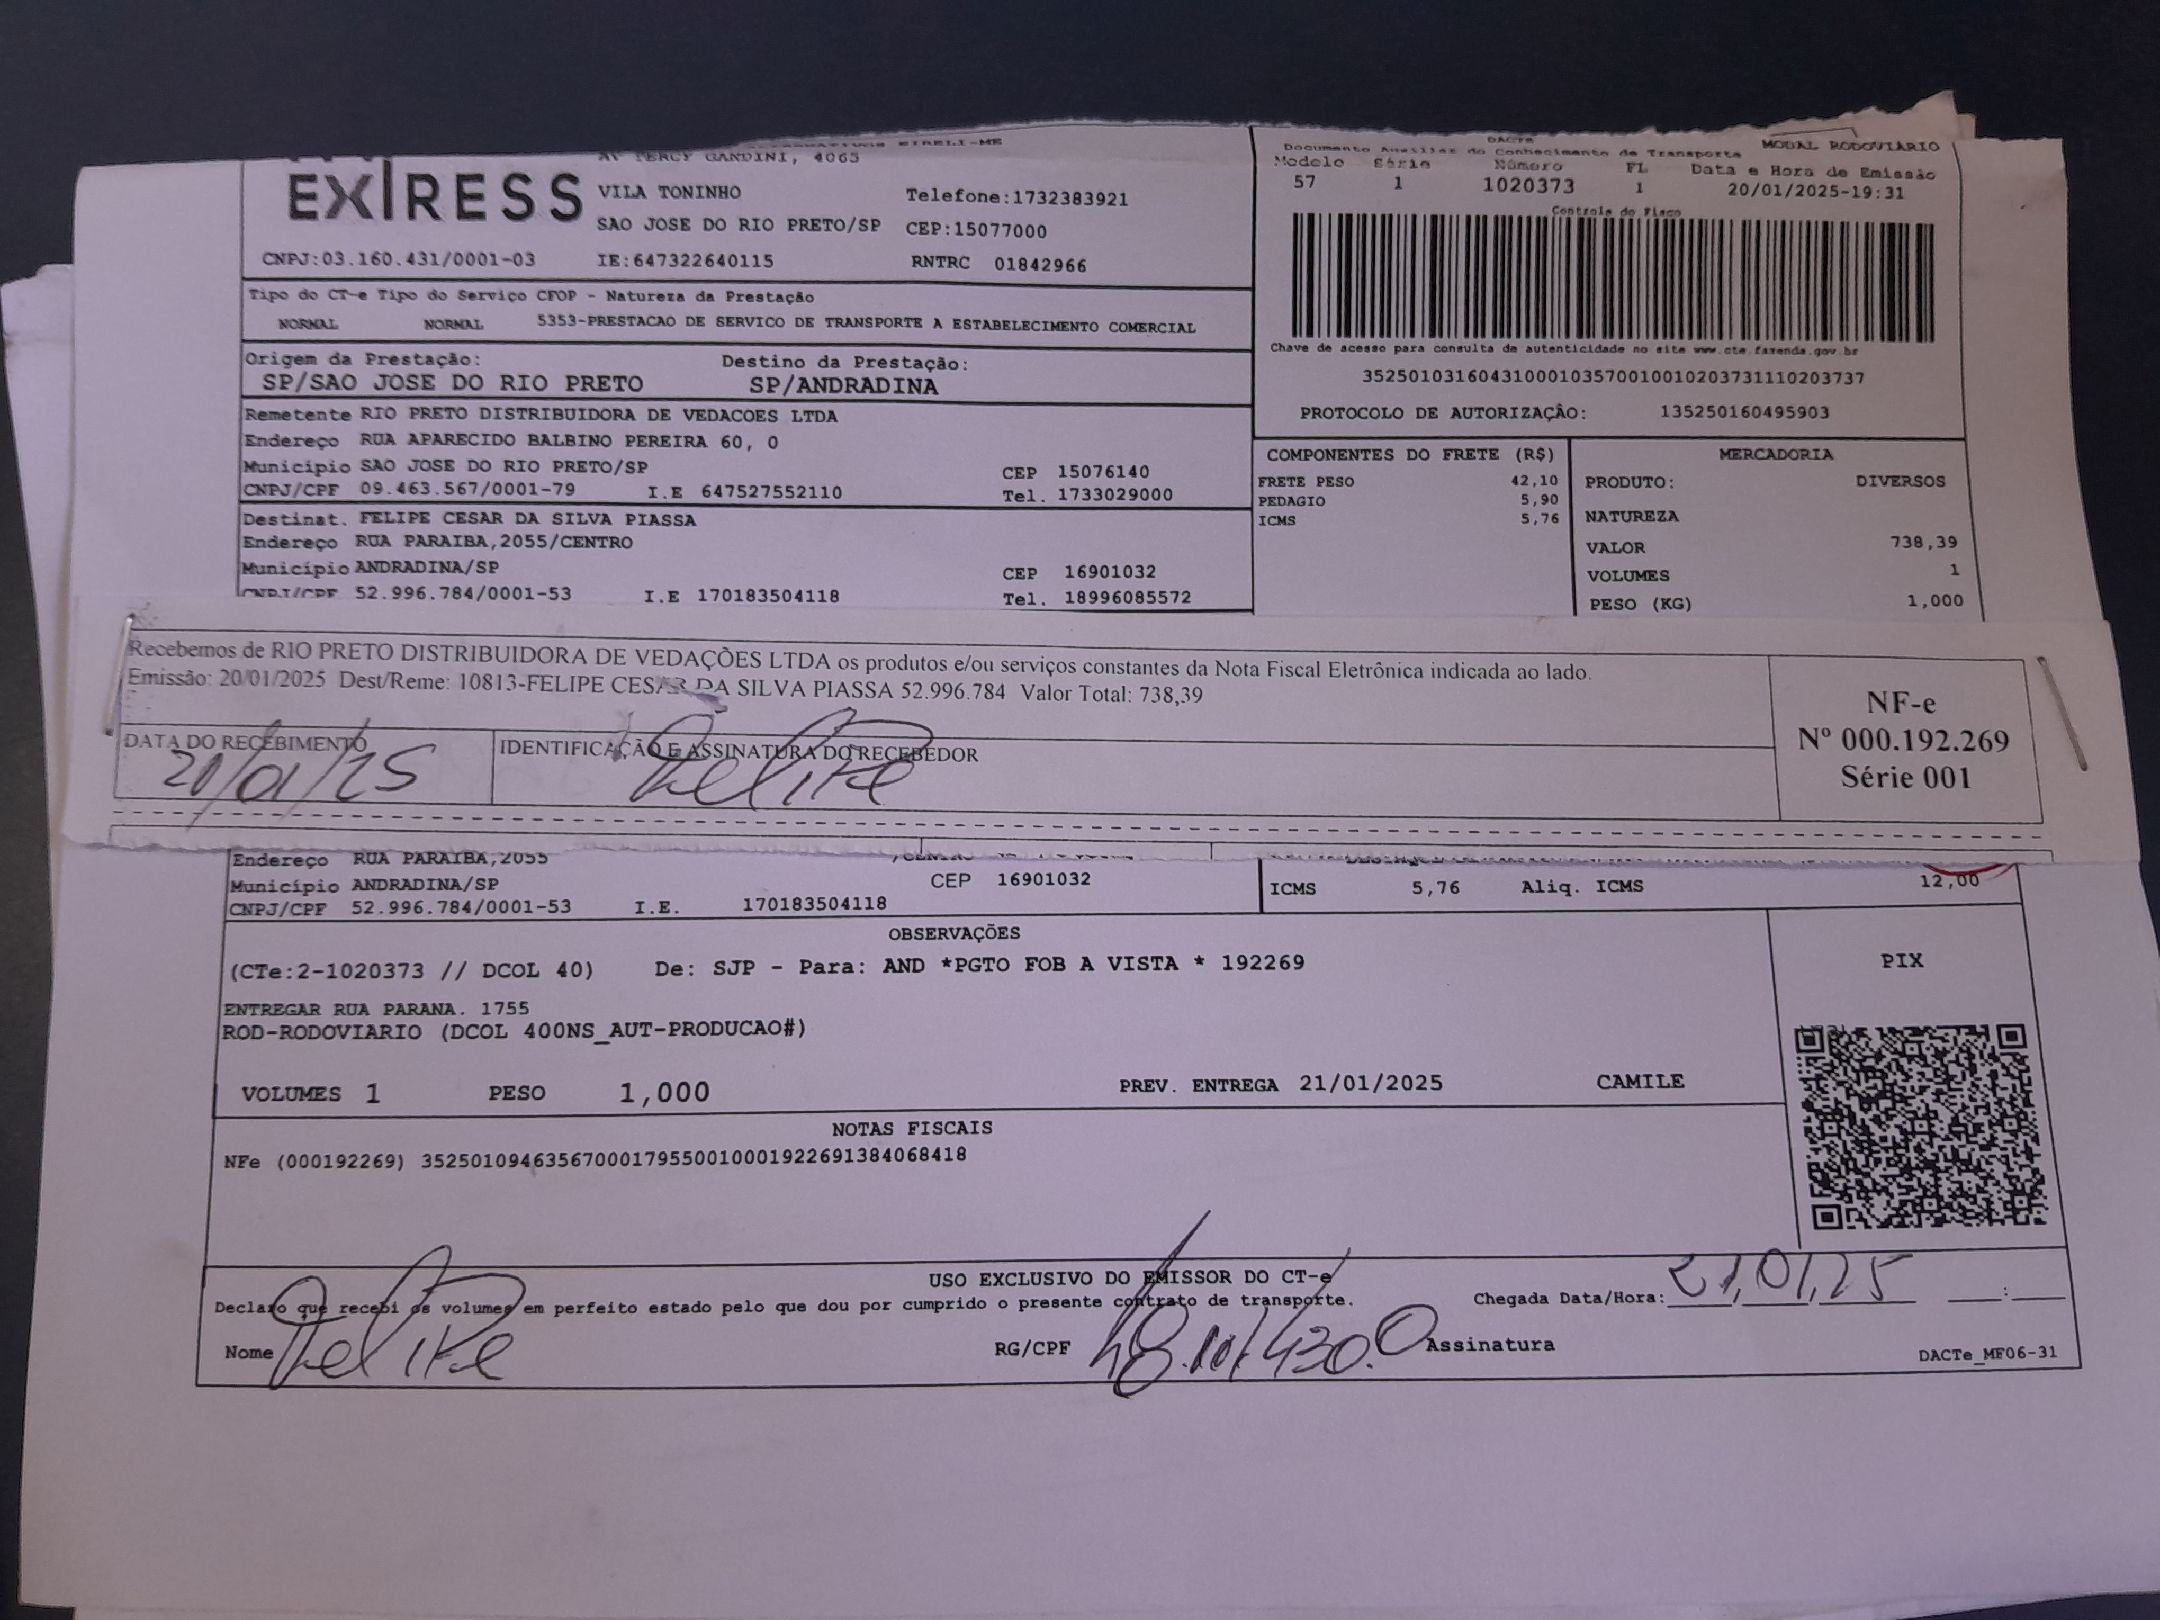 EIRELI-ME
AV PERCY GANDINI, 4065
EXPRESS
VILA TONINHO
Telefone:1732383921
SAO JOSE DO RIO PRETO/SP CEP:15077000
CNPJ:03.160.431/0001-03 IE:647322640115 RNTRC 01842966
Tipo do CT-e Tipo do Serviço CFOP - Natureza da Prestação
NORMAL NORMAL 5353-PRESTACAO DE SERVICO DE TRANSPORTE A ESTABELECIMENTO COMERCIAL
Origem da Prestação: Destino da Prestação:
SP/SAO JOSE DO RIO PRETO SP/ANDRADINA
Remetente RIO PRETO DISTRIBUIDORA DE VEDACOES LTDA
Endereço RUA APARECIDO BALBINO PEREIRA 60, 0
Município SAO JOSE DO RIO PRETO/SP CEP 15076140
CNPJ/CPF 09.463.567/0001-79 I.E 647527552110 Tel. 1733029000
Destinat. FELIPE CESAR DA SILVA PIASSA
Endereço RUA PARAIBA,2055/CENTRO
Município ANDRADINA/SP CEP 16901032
CNPJ/CPF 52.996.784/0001-53 I.E 170183504118 Tel. 18996085572
DACTE
Documento Auxiliar do Conhecimento de Transporte
MODAL RODOVIÁRIO
Modelo Série Número FL Data e Hora de Emissão
57 1 1020373 1 20/01/2025-19:31
Controle do Fisco
Chave de acesso para consulta de autenticidade no site www.cte.fazenda.gov.br
35250103160431000103570010010203731110203737
PROTOCOLO DE AUTORIZAÇÂO: 135250160495903
COMPONENTES DO FRETE (R$)
FRETE PESO 42,10
PEDAGIO 5,90
ICMS 5,76
MERCADORIA
PRODUTO: DIVERSOS
NATUREZA
VALOR 738,39
VOLUMES 1
PESO (KG) 1,000
Recebemos de RIO PRETO DISTRIBUIDORA DE VEDAÇÕES LTDA os produtos e/ou serviços constantes da Nota Fiscal Eletrônica indicada ao lado.
Emissão: 20/01/2025 Dest/Reme: 10813-FELIPE CESAR DA SILVA PIASSA 52.996.784 Valor Total: 738,39
DATA DO RECEBIMENTO
21/01/25
IDENTIFICAÇÃO E ASSINATURA DO RECEBEDOR
Felipe
NF-e
Nº 000.192.269
Série 001
Endereço RUA PARAIBA,2055 /CENTRO
Município ANDRADINA/SP CEP 16901032
CNPJ/CPF 52.996.784/0001-53 I.E. 170183504118
ICMS 5,76 Aliq. ICMS 12,00
OBSERVAÇÕES
(CTe:2-1020373 // DCOL 40) De: SJP - Para: AND *PGTO FOB A VISTA * 192269
ENTREGAR RUA PARANA. 1755
ROD-RODOVIARIO (DCOL 400NS_AUT-PRODUCAO#)
VOLUMES 1 PESO 1,000 PREV. ENTREGA 21/01/2025 CAMILE
PIX
NOTAS FISCAIS
NFe (000192269) 35250109463567000179550010001922691384068418
USO EXCLUSIVO DO EMISSOR DO CT-e
Declaro que recebi os volumes em perfeito estado pelo que dou por cumprido o presente contrato de transporte.
Chegada Data/Hora: 21/01/25 :
Nome Felipe RG/CPF Assinatura
DACTe_MF06-31